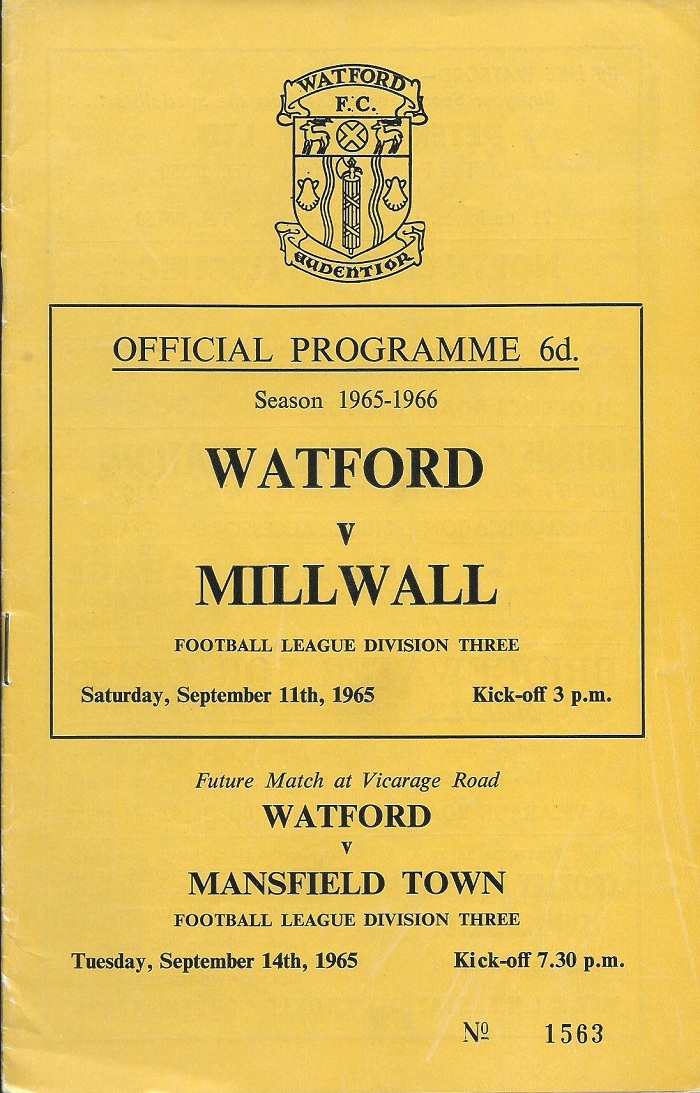 WATFORD
F.C.
AUDENTIOR
OFFICIAL PROGRAMME 6d.
Season 1965-1966
WATFORD
v
MILLWALL
FOOTBALL LEAGUE DIVISION THREE
Saturday, September 11th, 1965 Kick-off 3 p.m.
Future Match at Vicarage Road
WATFORD
v
MANSFIELD TOWN
FOOTBALL LEAGUE DIVISION THREE
Tuesday, September 14th, 1965 Kick-off 7.30 p.m.
Nº 1563